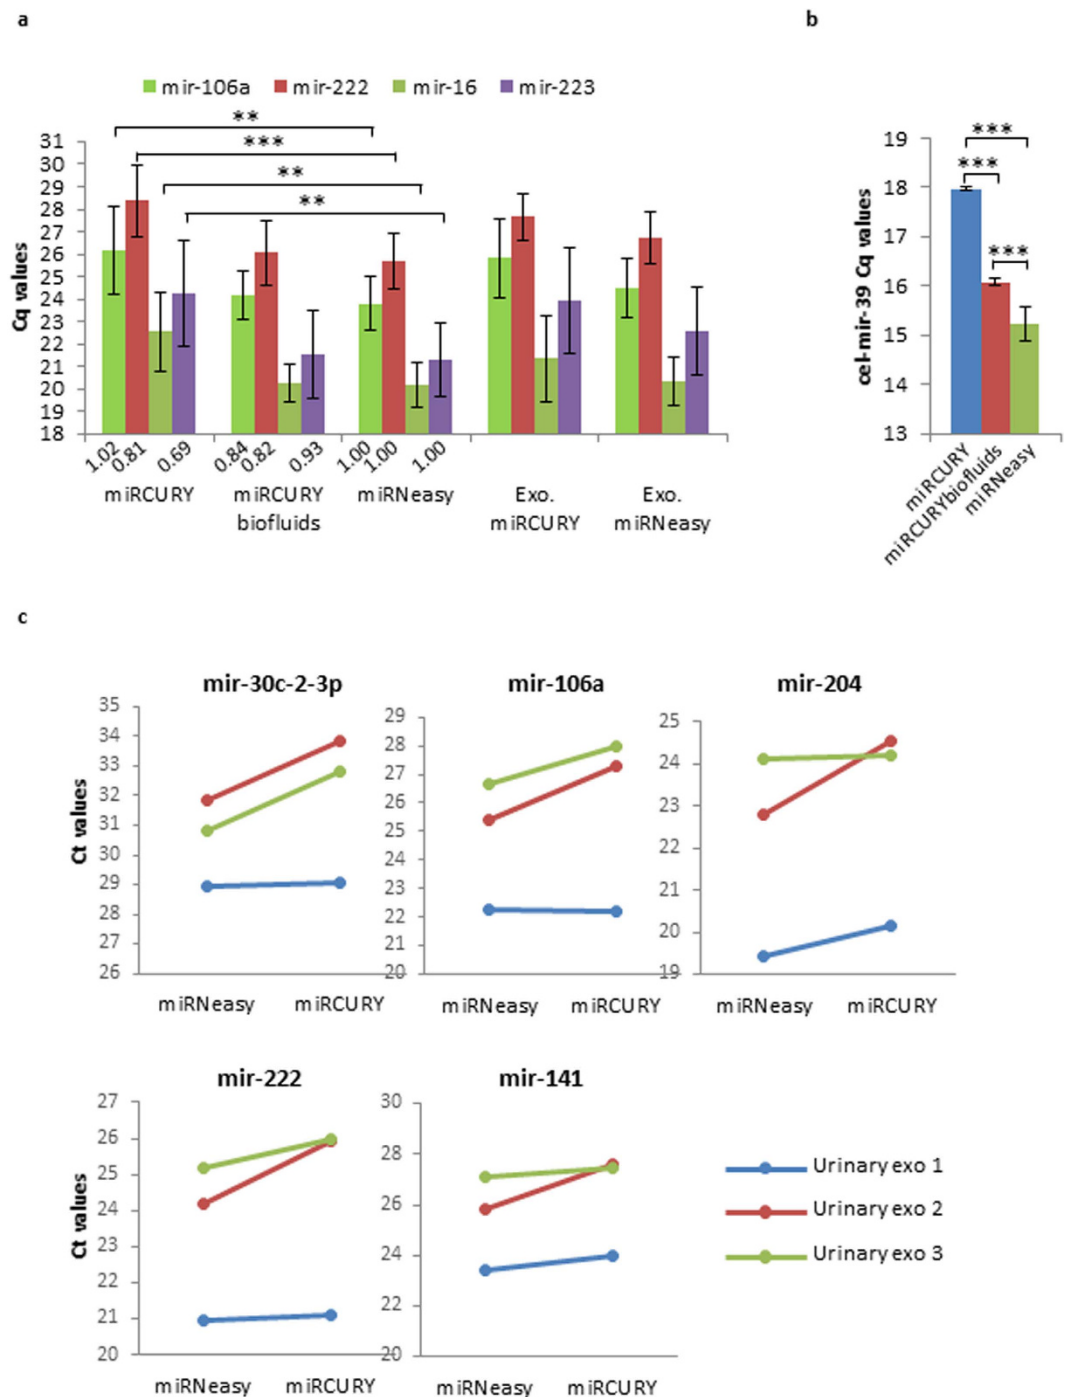 a
b
mir-106a mir-222 mir-16 mir-223
**
***
**
**
31
30
29
28
27
26
25
24
23
22
21
20
19
18
Cq values
1.02 0.81 0.69 0.84 0.82 0.93 1.00 1.00 1.00
miRCURY
miRCURY
biofluids
miRNeasy
Exo.
miRCURY
Exo.
miRNeasy
***
***
***
19
18
17
16
15
14
13
cel-mir-39 Cq values
miRCURY
miRCURYbiofluids
miRNeasy
c
mir-30c-2-3p
35
34
33
32
31
30
29
28
27
26
Ct values
miRNeasy miRCURY
mir-106a
29
28
27
26
25
24
23
22
21
20
miRNeasy miRCURY
mir-204
25
24
23
22
21
20
19
miRNeasy miRCURY
mir-222
27
26
25
24
23
22
21
20
Ct values
miRNeasy miRCURY
mir-141
30
28
26
24
22
20
miRNeasy miRCURY
Urinary exo 1
Urinary exo 2
Urinary exo 3